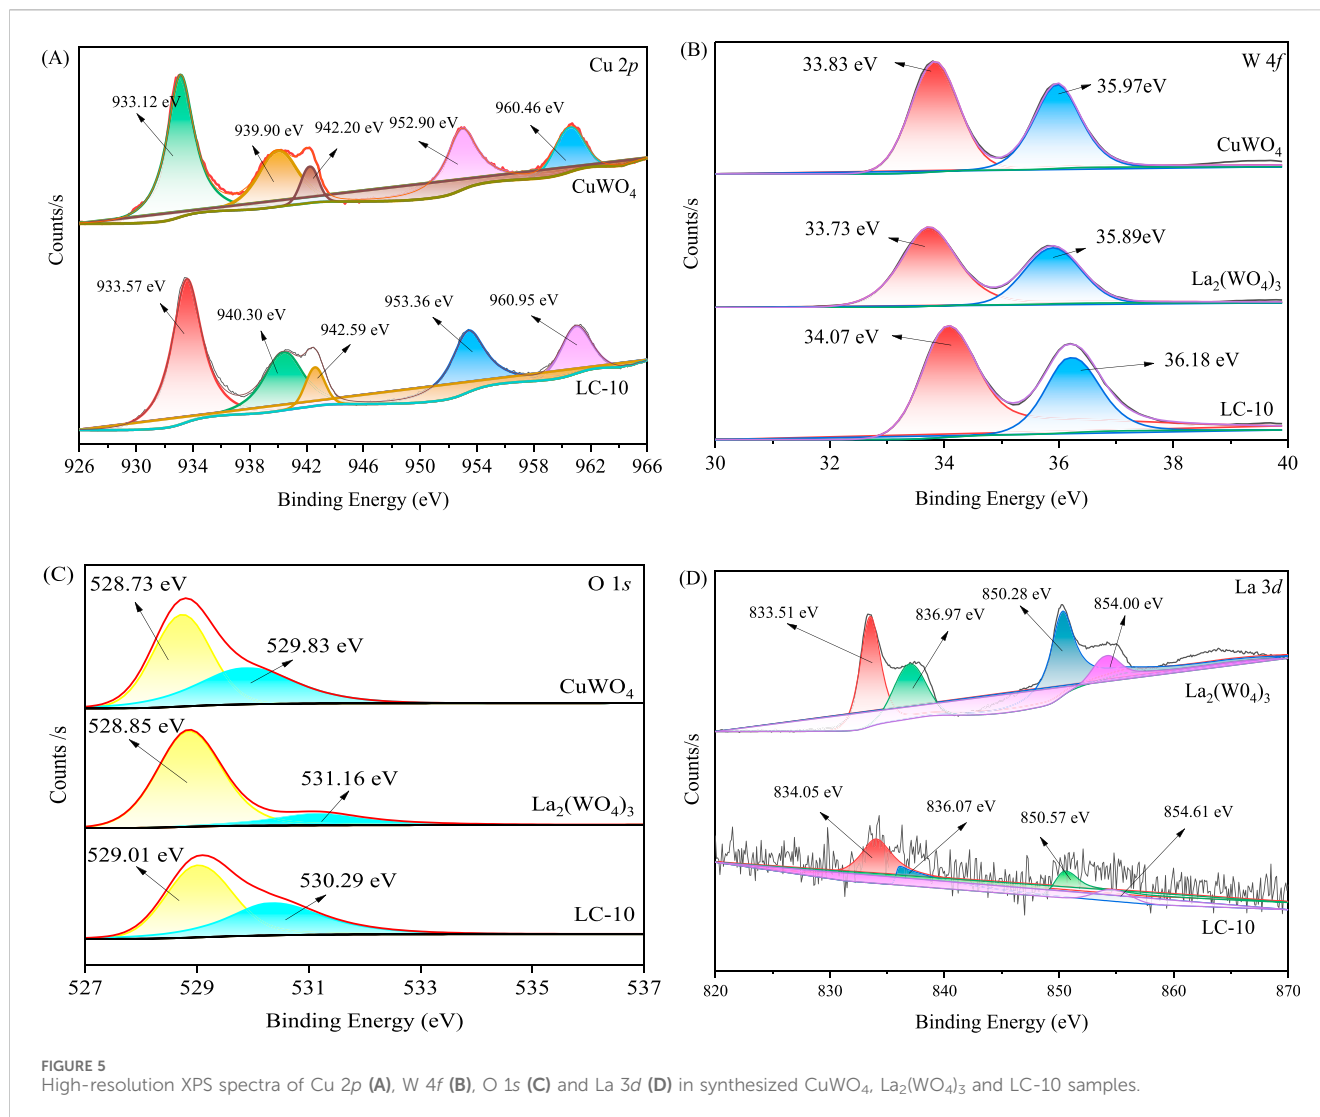 (A)
Cu 2p
933.12 eV
939.90 eV
942.20 eV
952.90 eV
960.46 eV
CuWO₄
933.57 eV
940.30 eV
942.59 eV
953.36 eV
960.95 eV
LC-10
Counts/s
926 930 934 938 942 946 950 954 958 962 966
Binding Energy (eV)
(B)
W 4f
33.83 eV
35.97eV
CuWO₄
33.73 eV
35.89eV
La₂(WO₄)₃
34.07 eV
36.18 eV
LC-10
Counts/s
30 32 34 36 38 40
Binding Energy (eV)
(C)
O 1s
528.73 eV
529.83 eV
CuWO₄
528.85 eV
531.16 eV
La₂(WO₄)₃
529.01 eV
530.29 eV
LC-10
Counts /s
527 529 531 533 535 537
Binding Energy (eV)
(D)
La 3d
833.51 eV
836.97 eV
850.28 eV
854.00 eV
La₂(W0₄)₃
834.05 eV
836.07 eV
850.57 eV
854.61 eV
LC-10
Counts/s
820 830 840 850 860 870
Binding Energy (eV)
FIGURE 5
High-resolution XPS spectra of Cu 2p (A), W 4f (B), O 1s (C) and La 3d (D) in synthesized CuWO₄, La₂(WO₄)₃ and LC-10 samples.